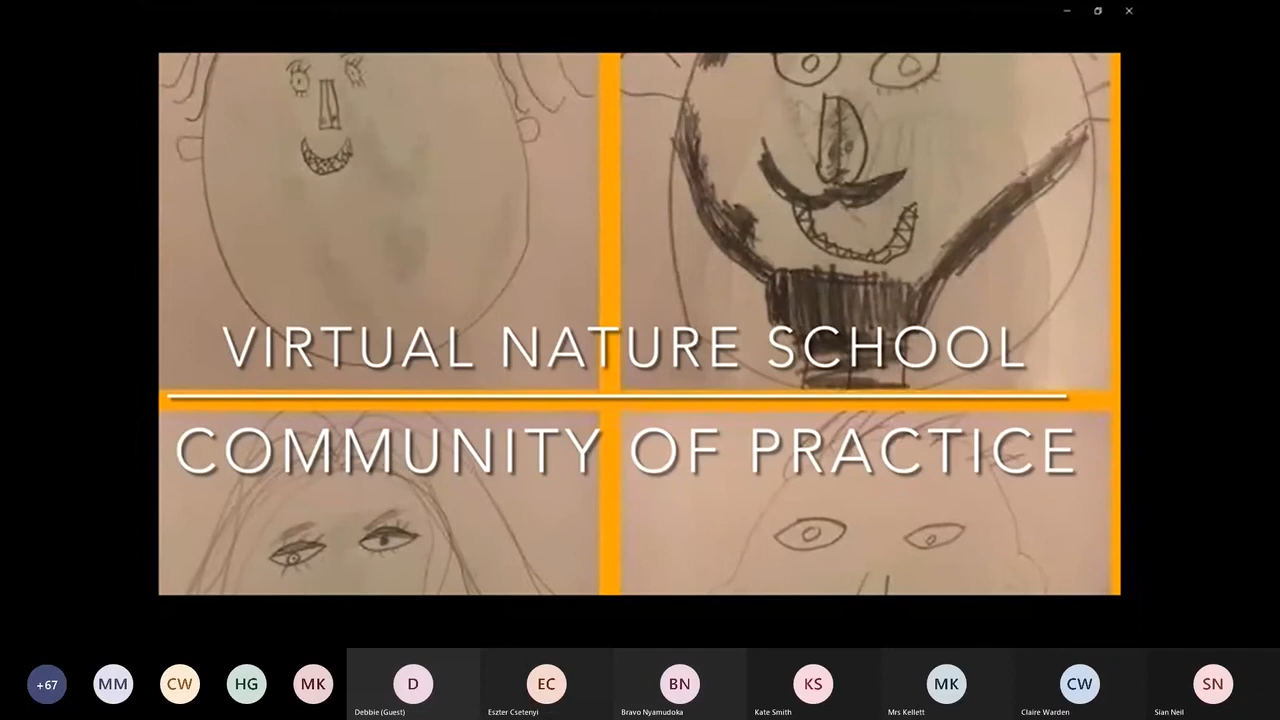 VIRTUAL NATURE SCHOOL
COMMUNITY OF PRACTICE
+67
MM
CW
HG
MK
D
EC
BN
KS
MK
CW
SN
Debbie (Guest)
Eszter Csetenyi
Bravo Nyamudoka
Kate Smith
Mrs Kellett
Claire Warden
Sian Neil